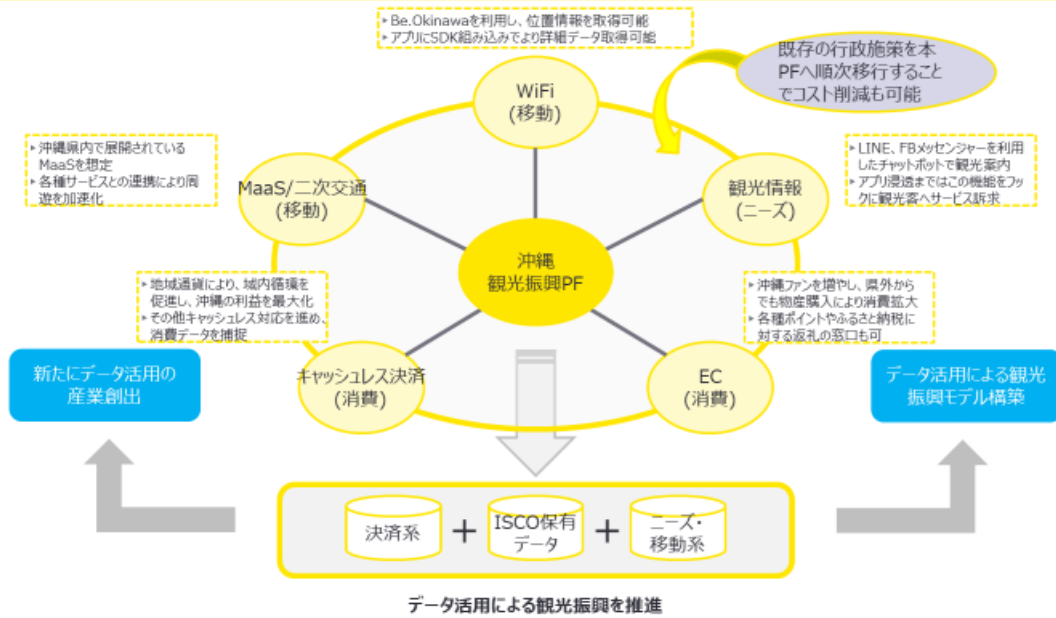 ▸ Be.Okinawaを利用し、位置情報を取得可能
▸ アプリにSDK組み込みでより詳細データ取得可能
既存の行政施策を本
PFへ順次移行すること
でコスト削減も可能
WiFi
(移動)
▸ 沖縄県内で展開されている
MaaSを想定
▸ 各種サービスとの連携により周
遊を加速化
MaaS/二次交通
(移動)
観光情報
(ニーズ)
▸ LINE、FBメッセンジャーを利用
したチャットボットで観光案内
▸ アプリ浸透まではこの機能をフッ
クに観光客へサービス訴求
沖縄
観光振興PF
▸ 地域通貨により、域内循環を
促進し、沖縄の利益を最大化
▸ その他キャッシュレス対応を進め、
消費データを捕捉
▸ 沖縄ファンを増やし、県外から
でも物産購入により消費拡大
▸ 各種ポイントやふるさと納税に
対する返礼の窓口も可
新たにデータ活用の
産業創出
キャッシュレス決済
(消費)
EC
(消費)
データ活用による観光
振興モデル構築
決済系
+
ISCO保有
データ
+
ニーズ・
移動系
データ活用による観光振興を推進